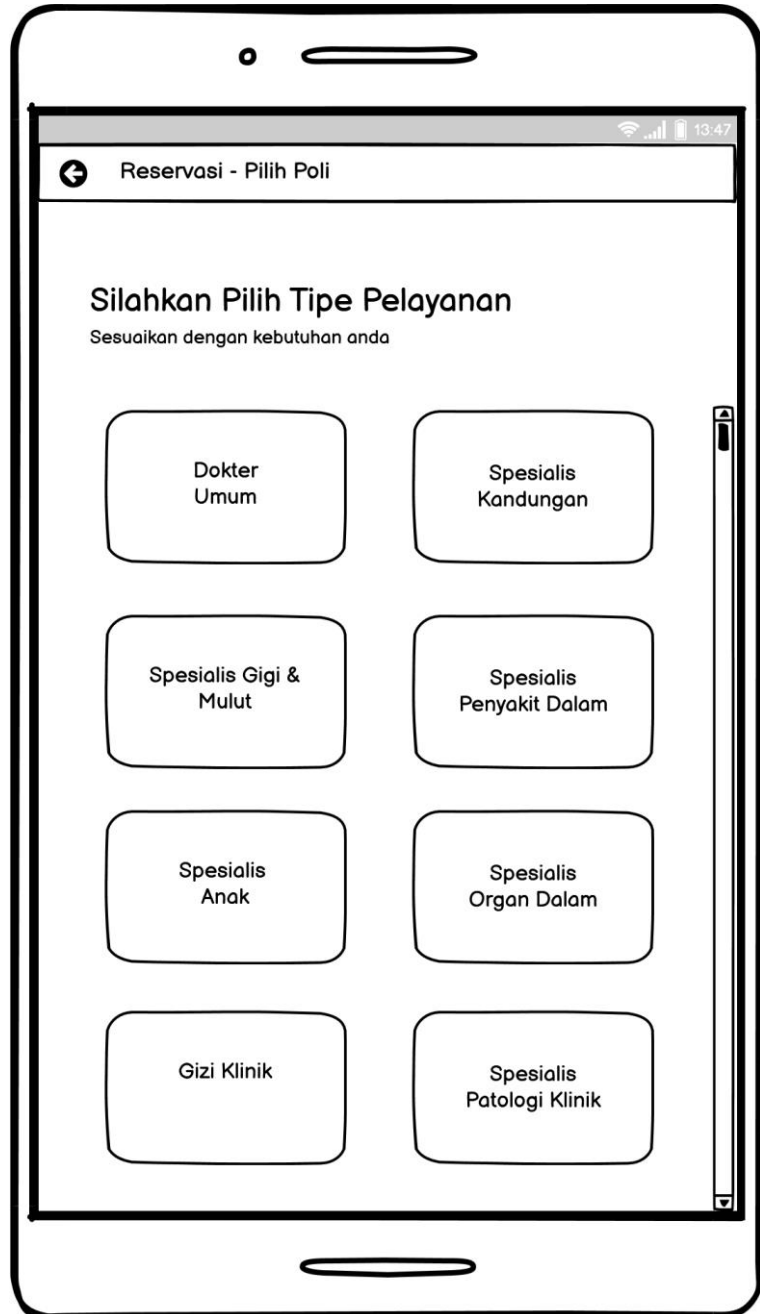 13:47
Reservasi - Pilih Poli
Silahkan Pilih Tipe Pelayanan
Sesuaikan dengan kebutuhan anda
Dokter
Umum
Spesialis
Kandungan
Spesialis Gigi &
Mulut
Spesialis
Penyakit Dalam
Spesialis
Anak
Spesialis
Organ Dalam
Gizi Klinik
Spesialis
Patologi Klinik